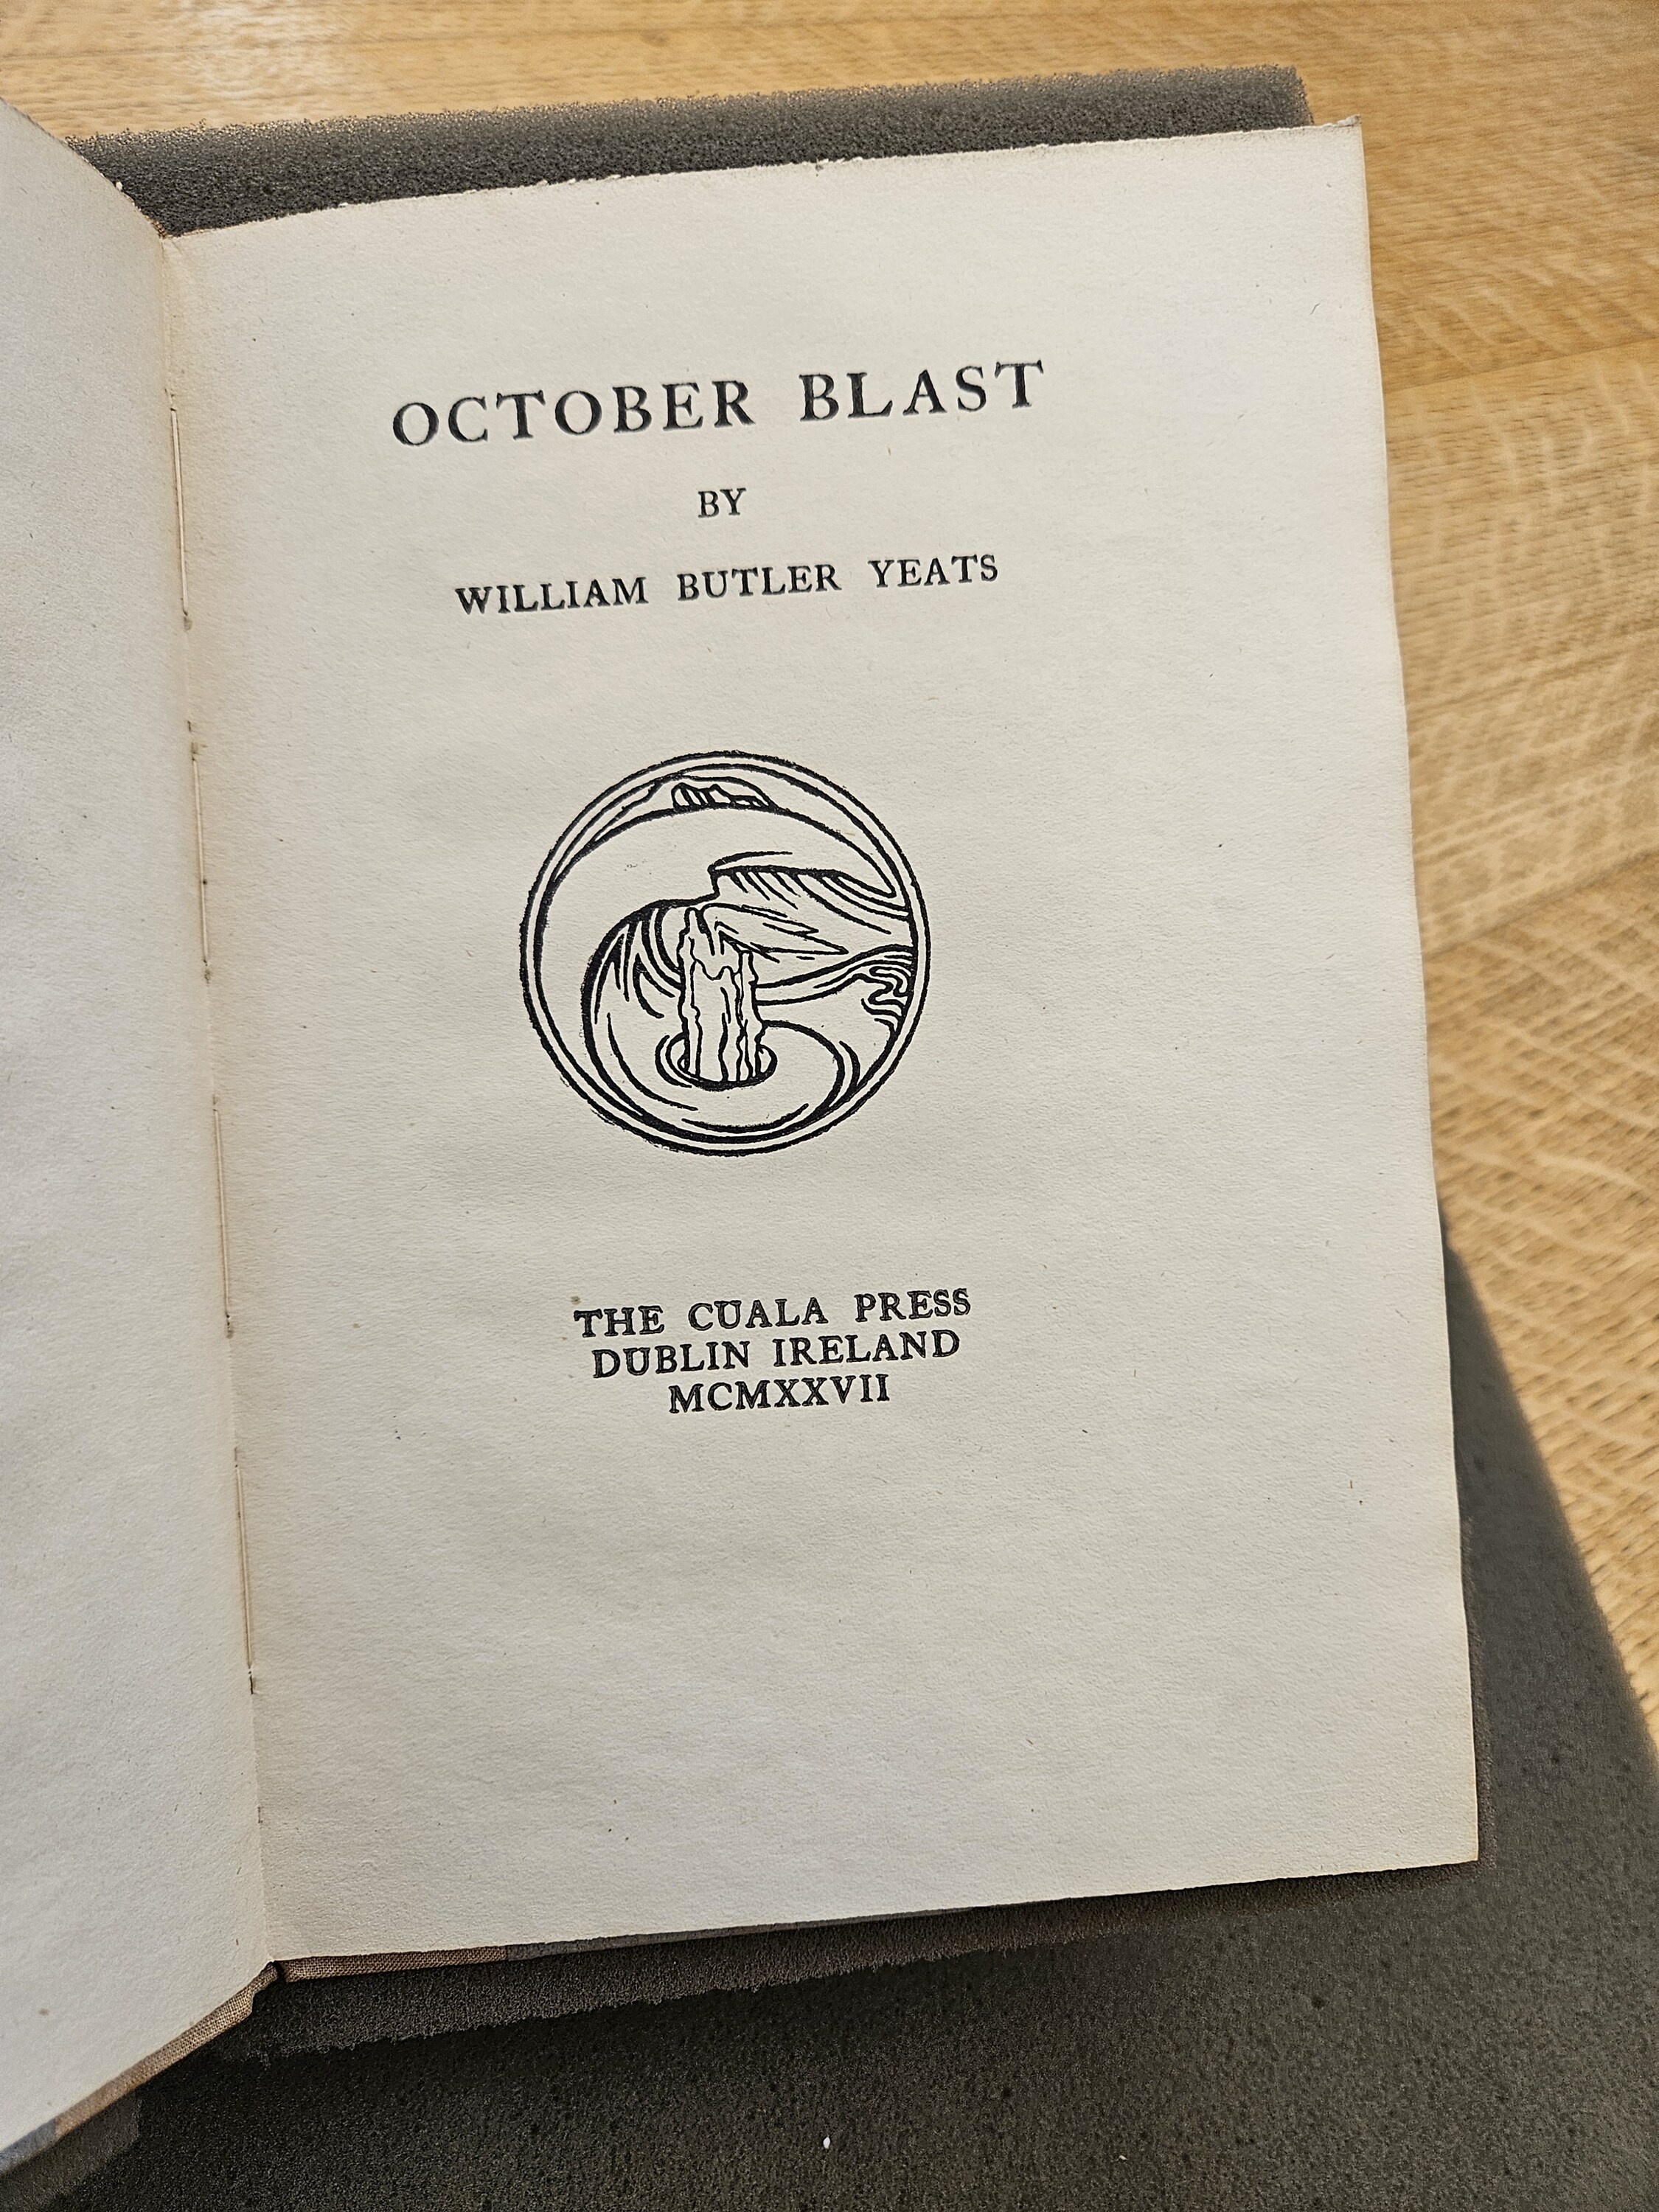 OCTOBER BLAST
BY
WILLIAM BUTLER YEATS
THE CUALA PRESS
DUBLIN IRELAND
MCMXXVII